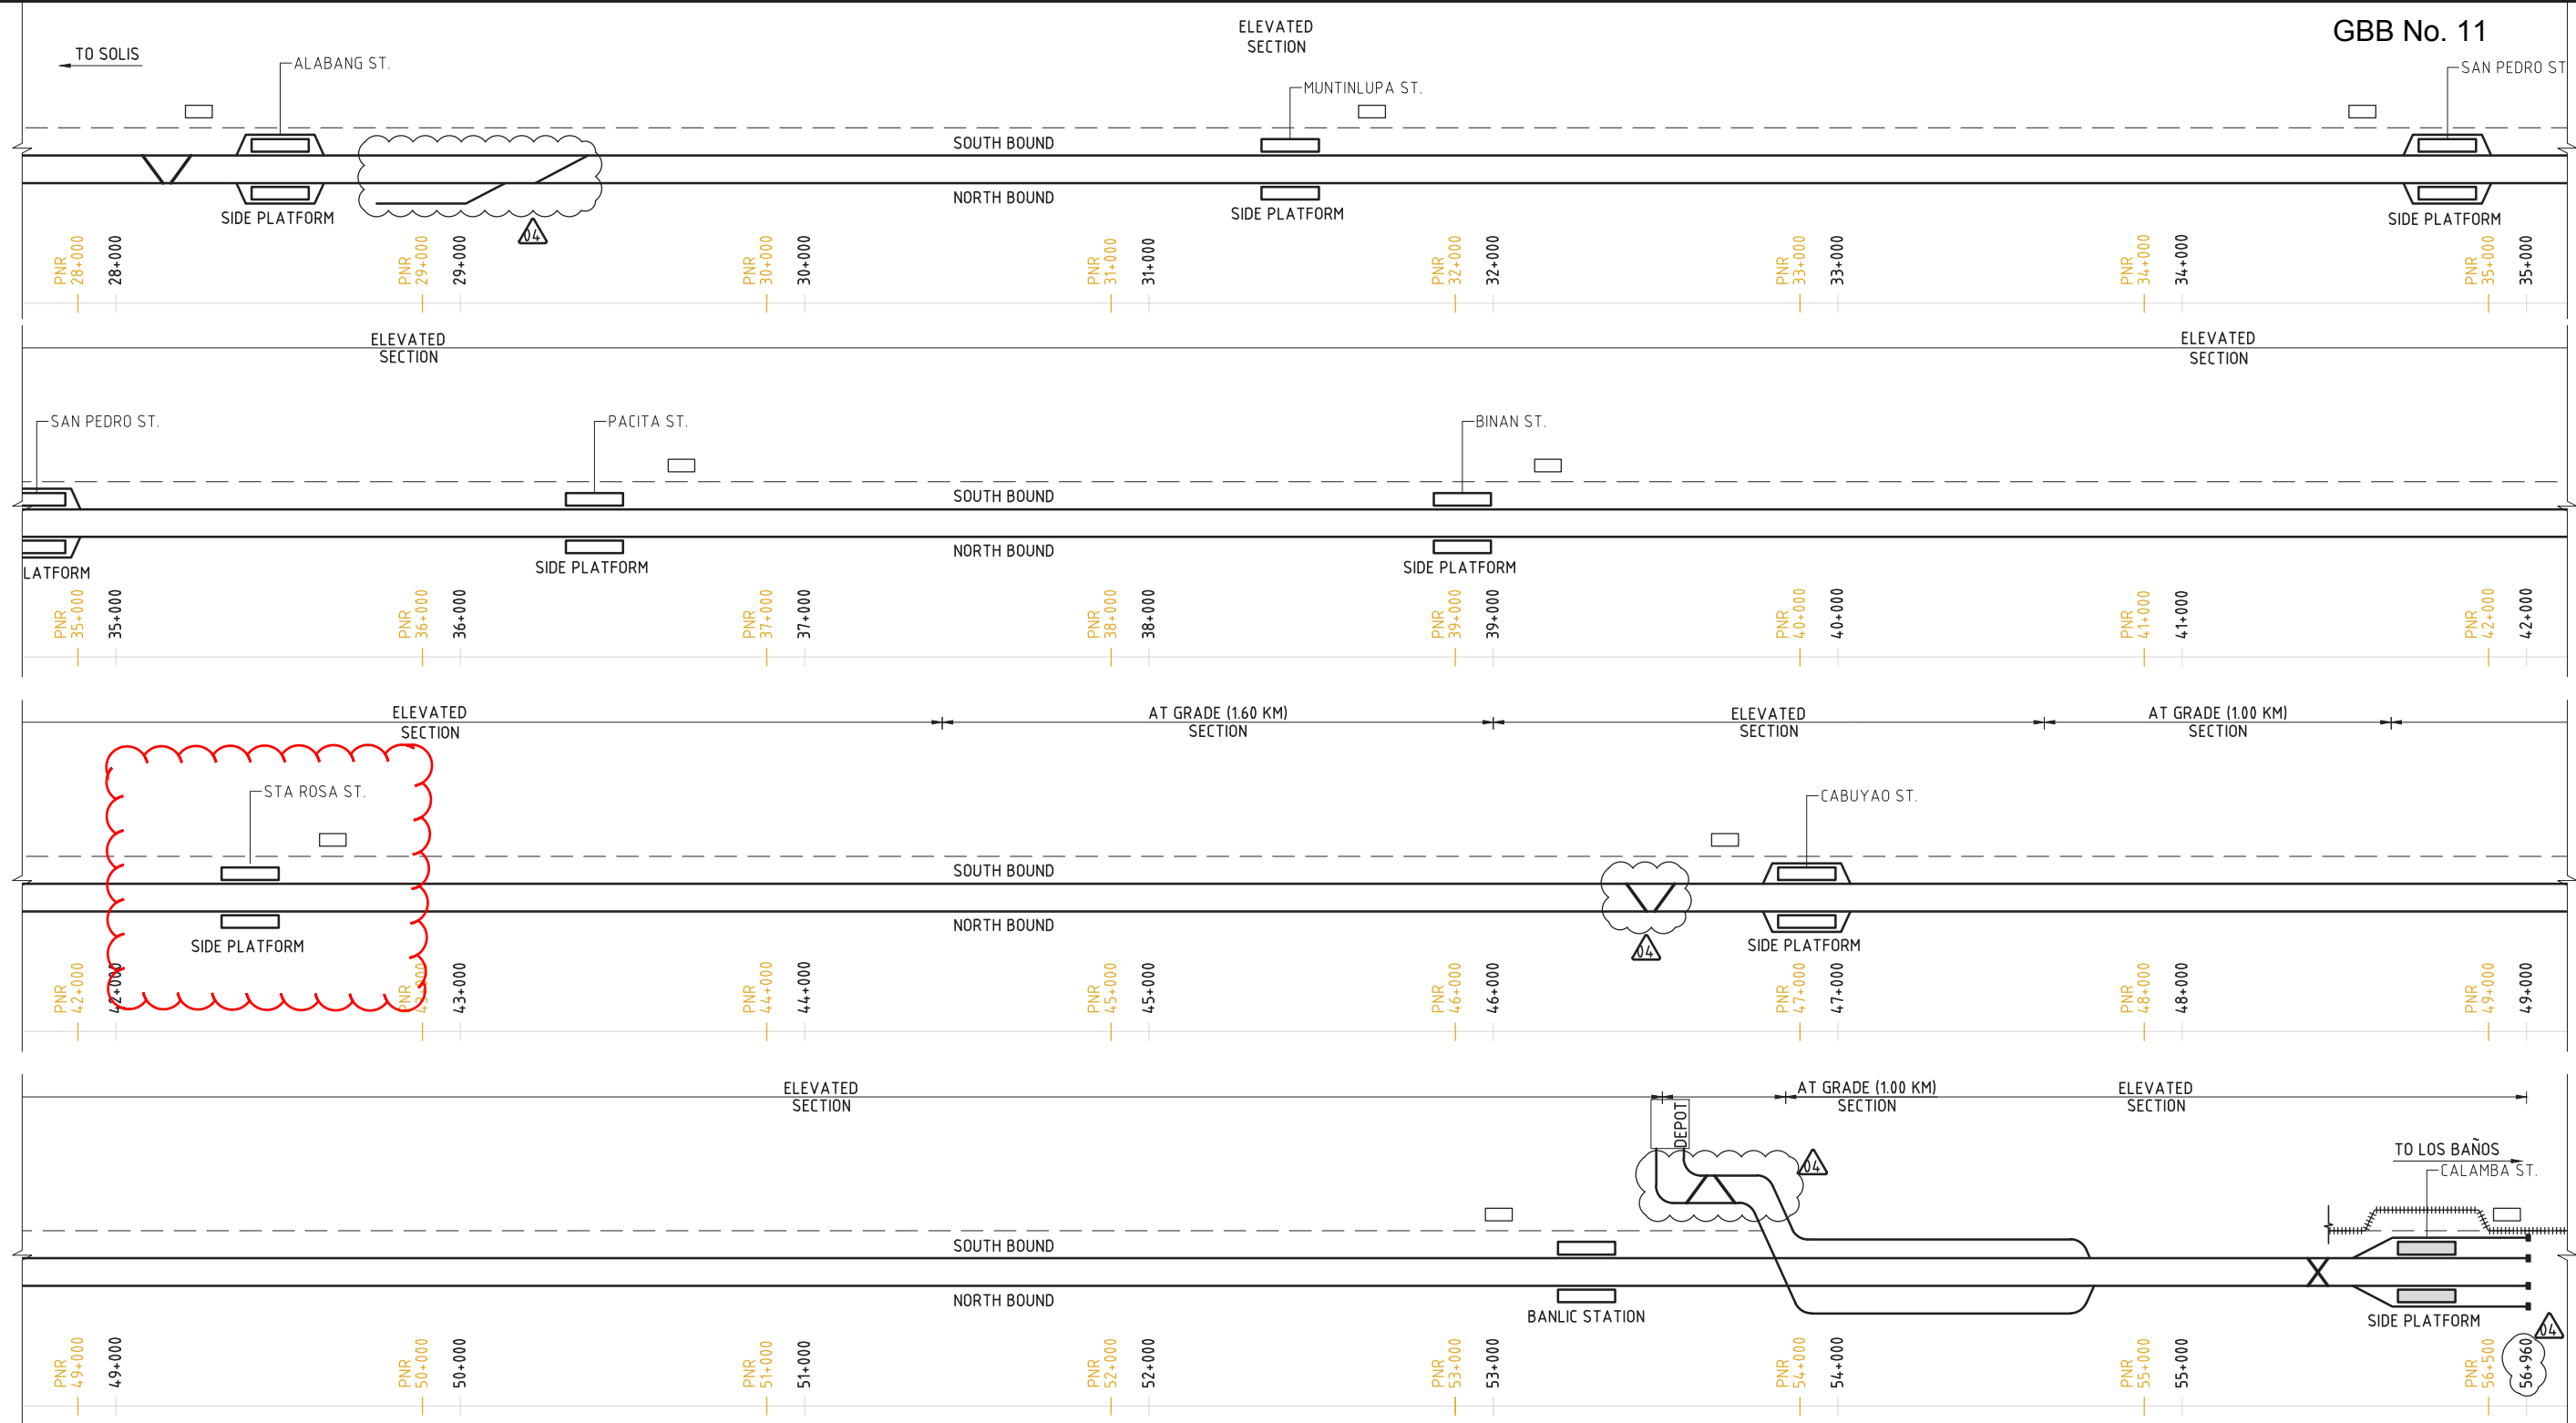 ELEVATED
SECTION
GBB No. 11
TO SOLIS
ALABANG ST.
MUNTINLUPA ST.
SAN PEDRO ST
SOUTH BOUND
NORTH BOUND
SIDE PLATFORM
SIDE PLATFORM
SIDE PLATFORM
04
PNR 28+000 28+000
PNR 29+000 29+000
PNR 30+000 30+000
PNR 31+000 31+000
PNR 32+000 32+000
PNR 33+000 33+000
PNR 34+000 34+000
PNR 35+000 35+000
ELEVATED
SECTION
ELEVATED
SECTION
SAN PEDRO ST.
PACITA ST.
BINAN ST.
SOUTH BOUND
NORTH BOUND
LATFORM
SIDE PLATFORM
SIDE PLATFORM
PNR 35+000 35+000
PNR 36+000 36+000
PNR 37+000 37+000
PNR 38+000 38+000
PNR 39+000 39+000
PNR 40+000 40+000
PNR 41+000 41+000
PNR 42+000 42+000
ELEVATED
SECTION
AT GRADE (1.60 KM)
SECTION
ELEVATED
SECTION
AT GRADE (1.00 KM)
SECTION
STA ROSA ST.
CABUYAO ST.
SOUTH BOUND
NORTH BOUND
SIDE PLATFORM
04
SIDE PLATFORM
PNR 42+000 42+000
PNR 43+000 43+000
PNR 44+000 44+000
PNR 45+000 45+000
PNR 46+000 46+000
PNR 47+000 47+000
PNR 48+000 48+000
PNR 49+000 49+000
ELEVATED
SECTION
AT GRADE (1.00 KM)
SECTION
ELEVATED
SECTION
DEPOT
04
TO LOS BAÑOS
CALAMBA ST.
SOUTH BOUND
NORTH BOUND
BANLIC STATION
SIDE PLATFORM
04
PNR 49+000 49+000
PNR 50+000 50+000
PNR 51+000 51+000
PNR 52+000 52+000
PNR 53+000 53+000
PNR 54+000 54+000
PNR 55+000 55+000
PNR 56+500 56+960